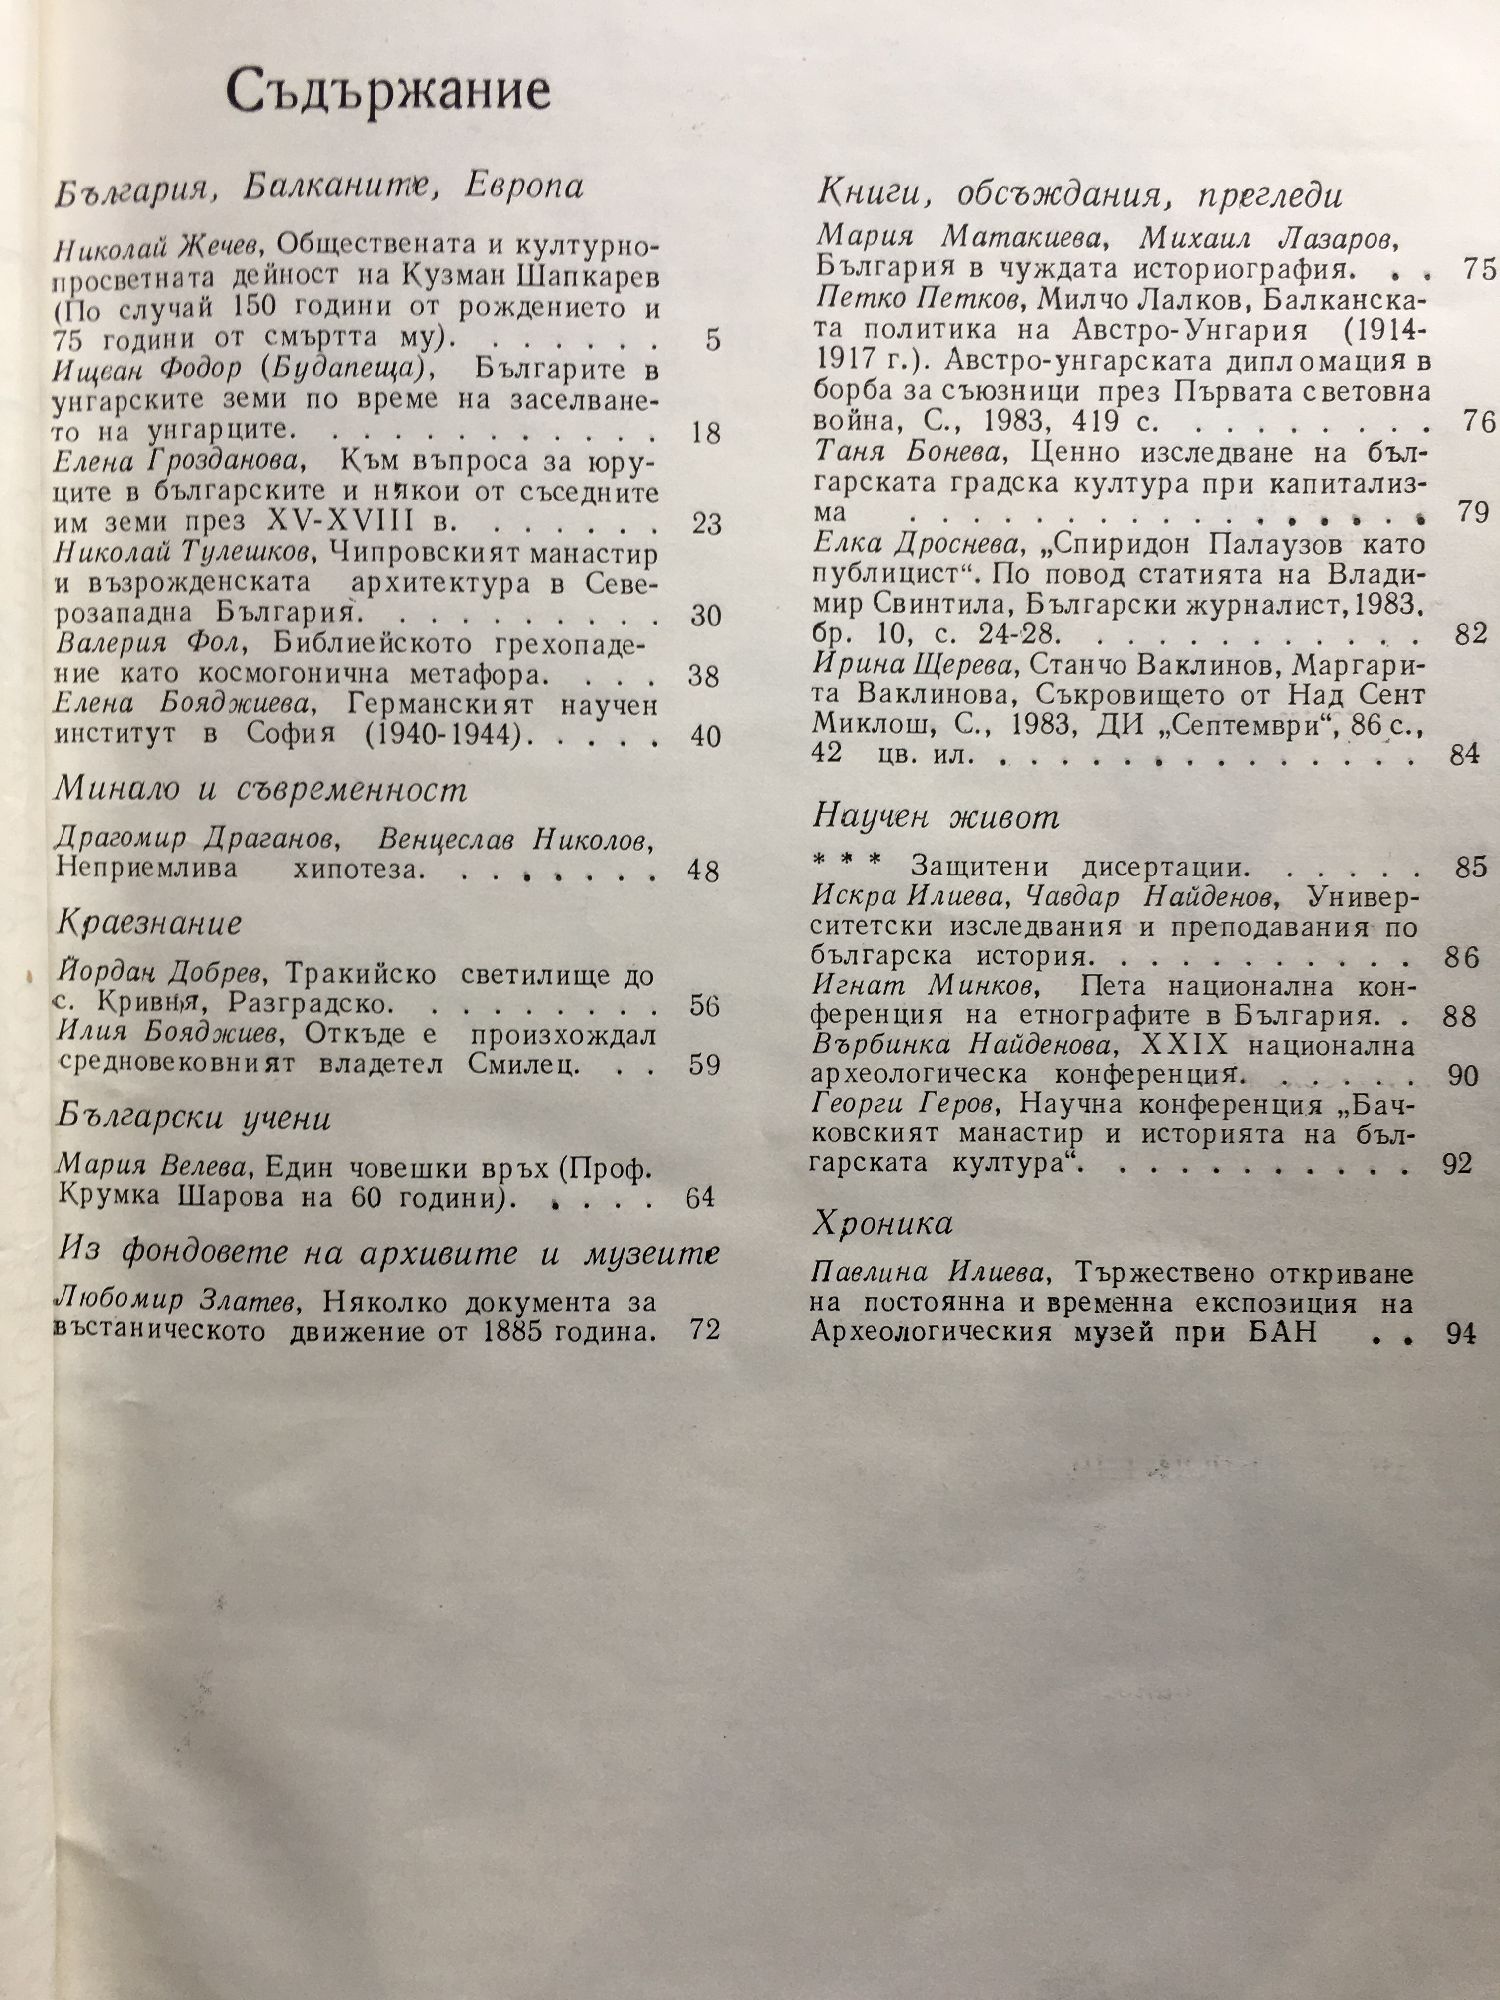 Съдържание
България, Балканите, Европа
Николай Жечев, Обществената и културно-
просветната дейност на Кузман Шапкарев
(По случай 150 години от рождението и
75 години от смъртта му). . . . . . . 5
Ищван Фодор (Будапеща), Българите в
унгарските земи по време на заселване-
то на унгарците. . . . . . . . . . . . 18
Елена Грозданова, Към въпроса за юру-
ците в българските и някои от съседните
им земи през XV-XVIII в. . . . . . . 23
Николай Тулешков, Чипровският манастир
и възрожденската архитектура в Севе-
розападна България. . . . . . . . . . 30
Валерия Фол, Библиейското грехопаде-
ние като космогонична метафора. . . . 38
Елена Бояджиева, Германският научен
институт в София (1940-1944). . . . . 40
Минало и съвременност
Драгомир Драганов, Венцеслав Николов,
Неприемлива хипотеза. . . . . . . . 48
Краезнание
Йордан Добрев, Тракийско светилище до
с. Кривня, Разградско. . . . . . . . 56
Илия Бояджиев, Откъде е произхождал
средновековният владетел Смилец. . . 59
Български учени
Мария Велева, Един човешки връх (Проф.
Крумка Шарова на 60 години). . . . . 64
Из фондовете на архивите и музеите
Любомир Златев, Няколко документа за
въстаническото движение от 1885 година. 72
Книги, обсъждания, прегледи
Мария Матакиева, Михаил Лазаров,
България в чуждата историография. . . 75
Петко Петков, Милчо Лалков, Балканска-
та политика на Австро-Унгария (1914-
1917 г.). Австро-унгарската дипломация в
борба за съюзници през Първата световна
война, С., 1983, 419 с. . . . . . . . . 76
Таня Бонева, Ценно изследване на бъл-
гарската градска култура при капитализ-
ма . . . . . . . . . . . . . . 79
Елка Дроснева, „Спиридон Палаузов като
публицист“. По повод статията на Влади-
мир Свинтила, Български журналист, 1983,
бр. 10, с. 24-28. . . . . . . . . . . . 82
Ирина Щерева, Станчо Ваклинов, Маргари-
та Ваклинова, Съкровището от Над Сент
Миклош, С., 1983, ДИ „Септември“, 86 с.,
42 цв. ил. . . . . . . . . . . . . . 84
Научен живот
* * * Защитени дисертации. . . . . . 85
Искра Илиева, Чавдар Найденов, Универ-
ситетски изследвания и преподавания по
българска история. . . . . . . . . . . 86
Игнат Минков, Пета национална кон-
ференция на етнографите в България. . 88
Върбинка Найденова, XXIX национална
археологическа конференция. . . . . . 90
Георги Геров, Научна конференция „Бач-
ковският манастир и историята на бъл-
гарската култура“. . . . . . . . . . . 92
Хроника
Павлина Илиева, Тържествено откриване
на постоянна и временна експозиция на
Археологическия музей при БАН . . 94